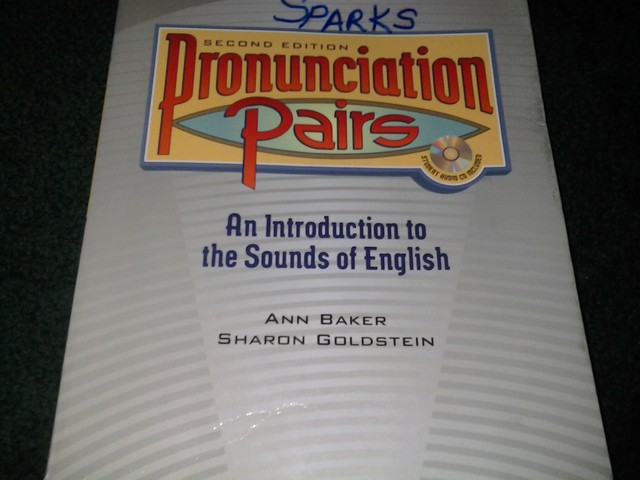 SPARKS
SECOND EDITION
Pronunciation
Pairs
STUDENT AUDIO CD INCLUDED
An Introduction to
the Sounds of English
ANN BAKER
SHARON GOLDSTEIN